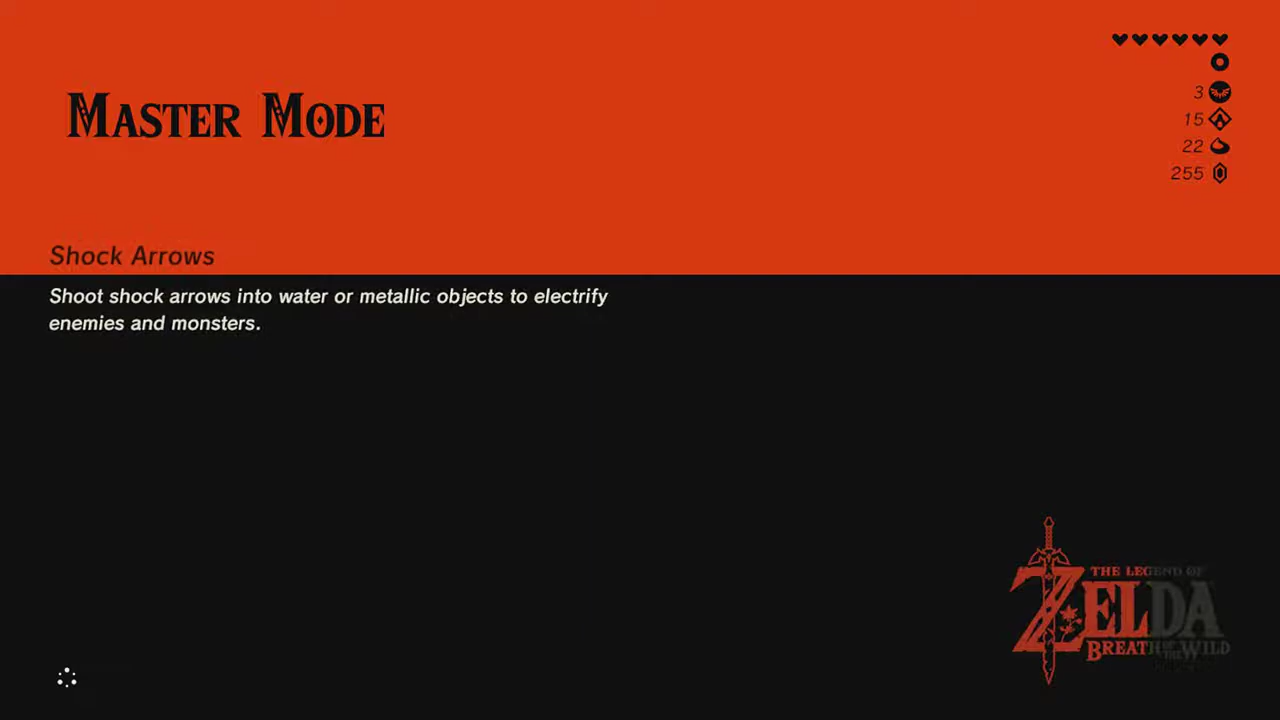 Master Mode
3
15
22
255
Shock Arrows
Shoot shock arrows into water or metallic objects to electrify
enemies and monsters.
THE LEGEND OF
ZELDA
BREATH OF THE WILD